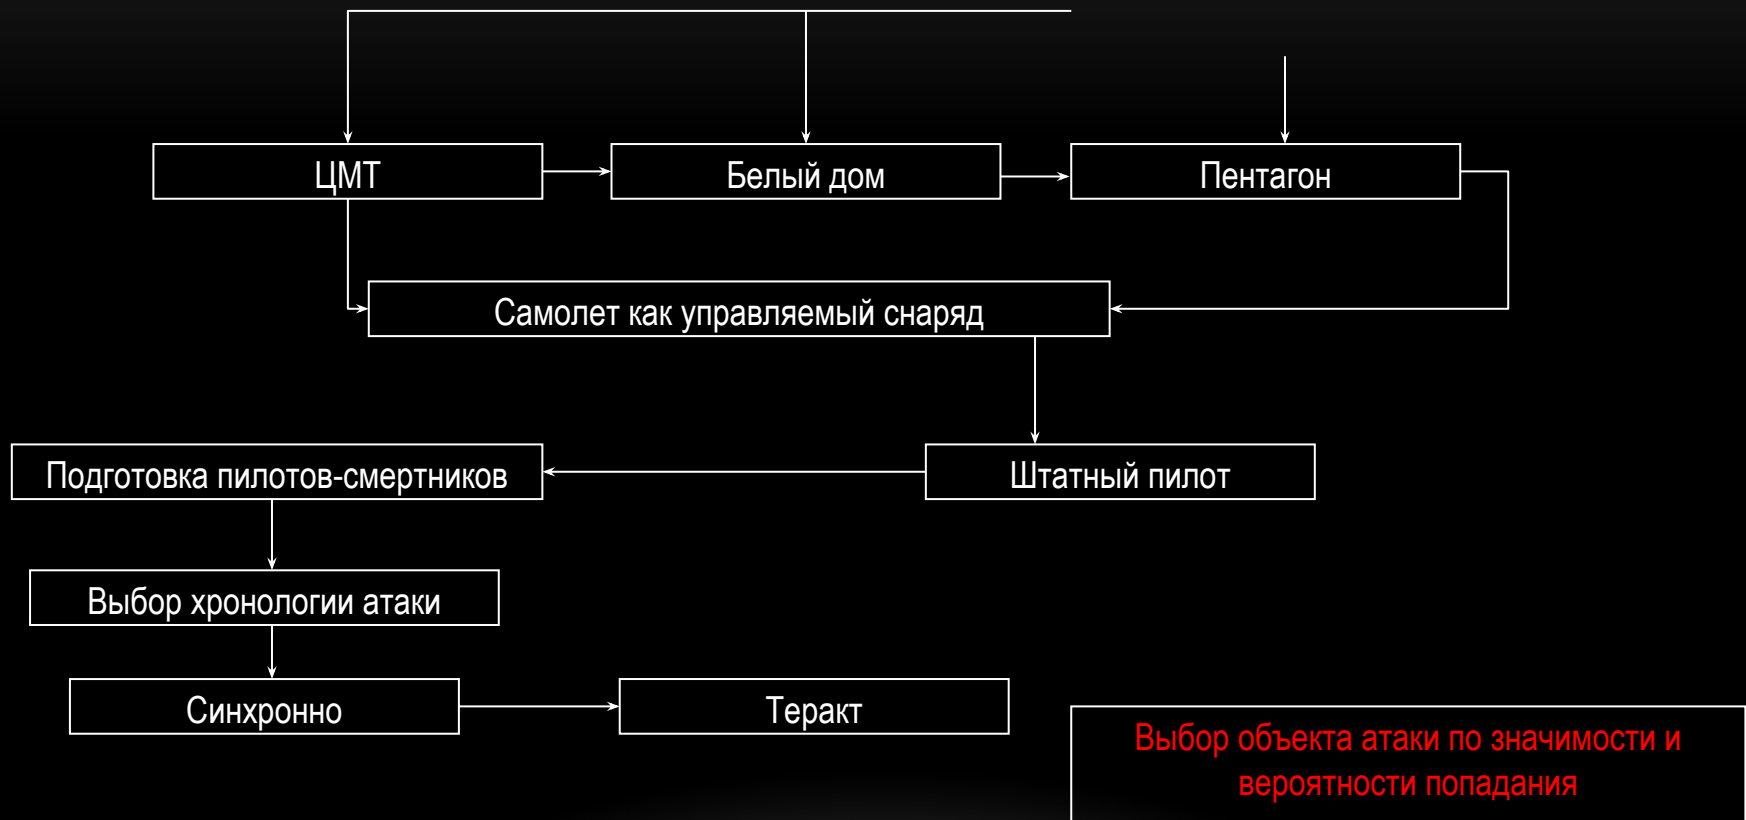 ЦМТ
Белый дом
Пентагон
Самолет как управляемый снаряд
Штатный пилот
Подготовка пилотов-смертников
Выбор хронологии атаки
Синхронно
Теракт
Выбор объекта атаки по значимости и
вероятности попадания